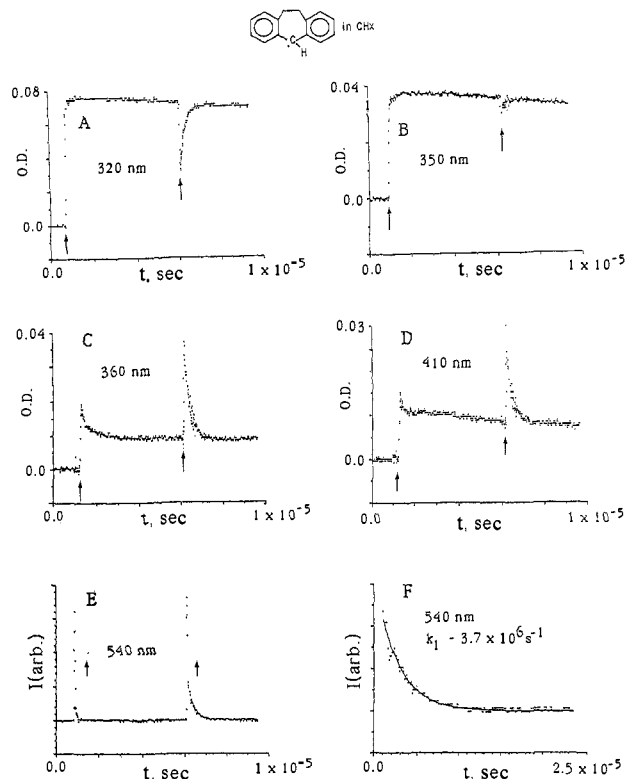 C
H
in CHx
0.08
A
320 nm
O.D.
0.0
0.0
t, sec
1 x 10⁻⁵
0.04
B
350 nm
O.D.
0.0
0.0
t, sec
1 x 10⁻⁵
0.04
C
360 nm
O.D.
0.0
0.0
t, sec
1 x 10⁻⁵
0.03
D
410 nm
O.D.
0.0
0.0
t, sec
1 x 10⁻⁵
E
540 nm
I(arb.)
0.0
t, sec
1 x 10⁻⁵
F
540 nm
k₁ - 3.7 x 10⁶s⁻¹
I(arb.)
0.0
t, sec
2.5 x 10⁻⁵